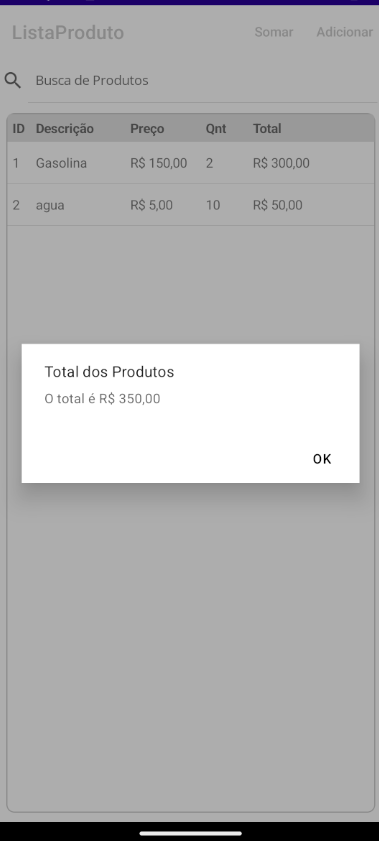 ListaProduto Somar Adicionar
Busca de Produtos
ID Descrição Preço Qnt Total
1 Gasolina R$ 150,00 2 R$ 300,00
2 agua R$ 5,00 10 R$ 50,00
Total dos Produtos
O total é R$ 350,00
OK